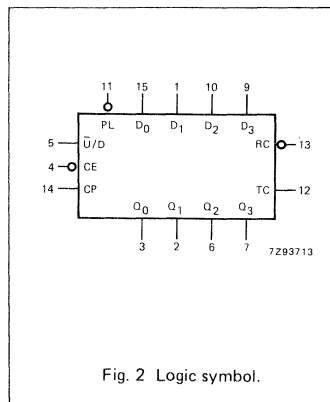 11 15 1 10 9
PL D0 D1 D2 D3
5 U̅/D RC 13
4 CE
14 CP TC 12
Q0 Q1 Q2 Q3
3 2 6 7 7Z93713
Fig. 2 Logic symbol.